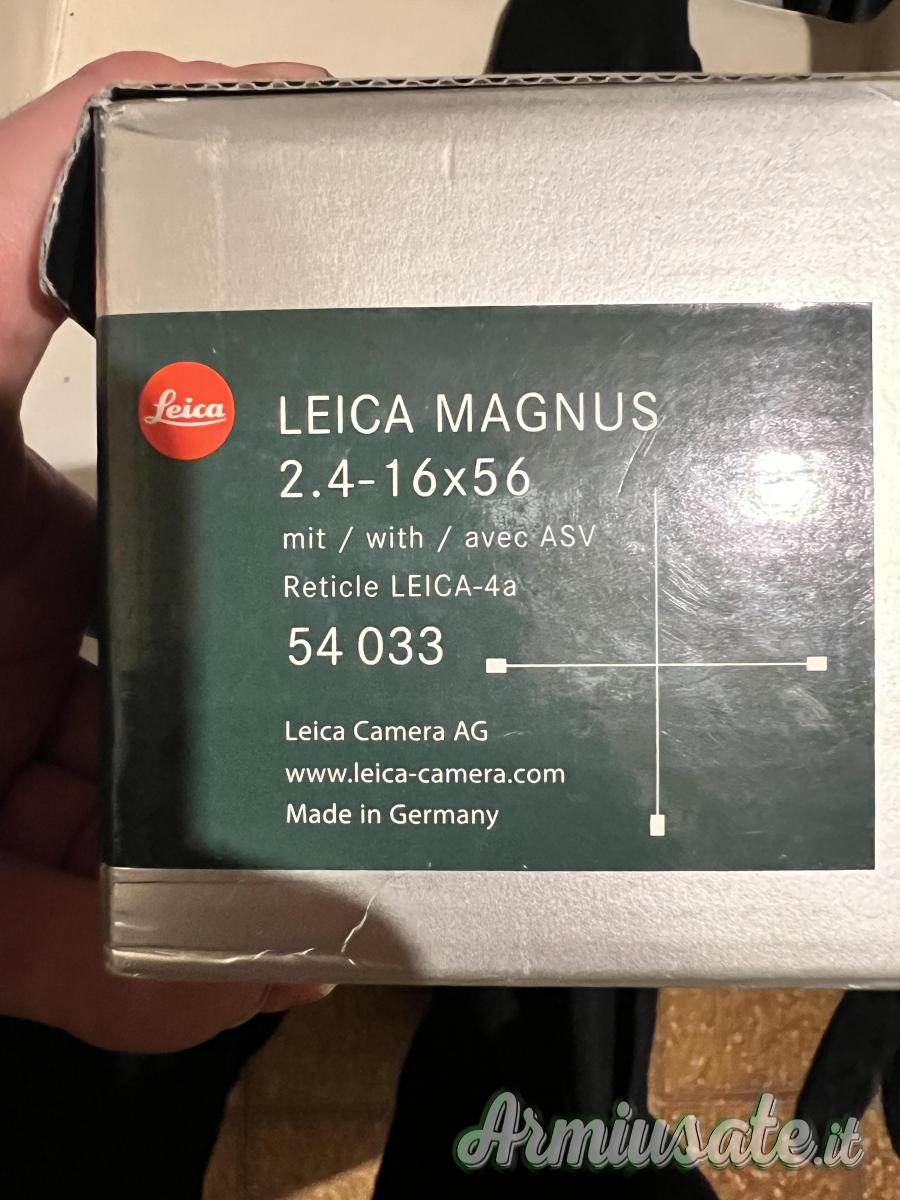 Leica
LEICA MAGNUS
2.4-16x56
mit / with / avec ASV
Reticle LEICA-4a
54 033
Leica Camera AG
www.leica-camera.com
Made in Germany
Armiusate.it